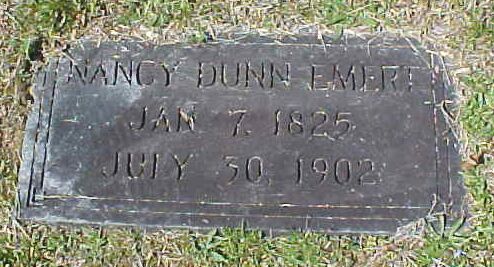 NANCY DUNN EMERT
JAN 7, 1825
JULY 30, 1902